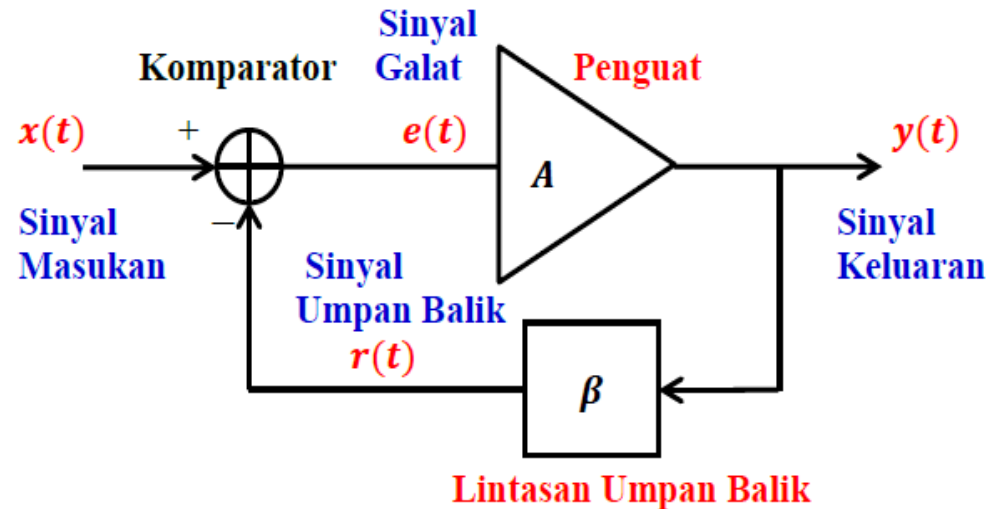 Sinyal
Komparator Galat Penguat
x(t) + e(t) y(t)
A
−
Sinyal Sinyal Sinyal
Masukan Umpan Balik Keluaran
r(t)
β
Lintasan Umpan Balik